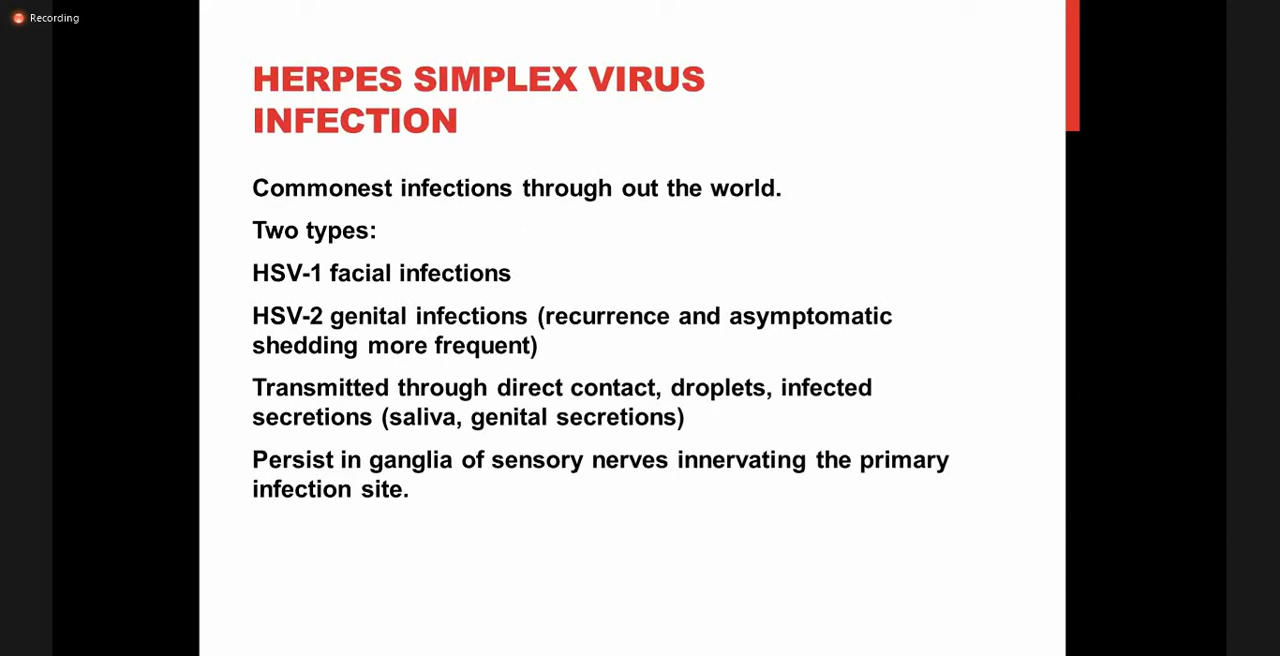 Recording
HERPES SIMPLEX VIRUS
INFECTION
Commonest infections through out the world.
Two types:
HSV-1 facial infections
HSV-2 genital infections (recurrence and asymptomatic
shedding more frequent)
Transmitted through direct contact, droplets, infected
secretions (saliva, genital secretions)
Persist in ganglia of sensory nerves innervating the primary
infection site.